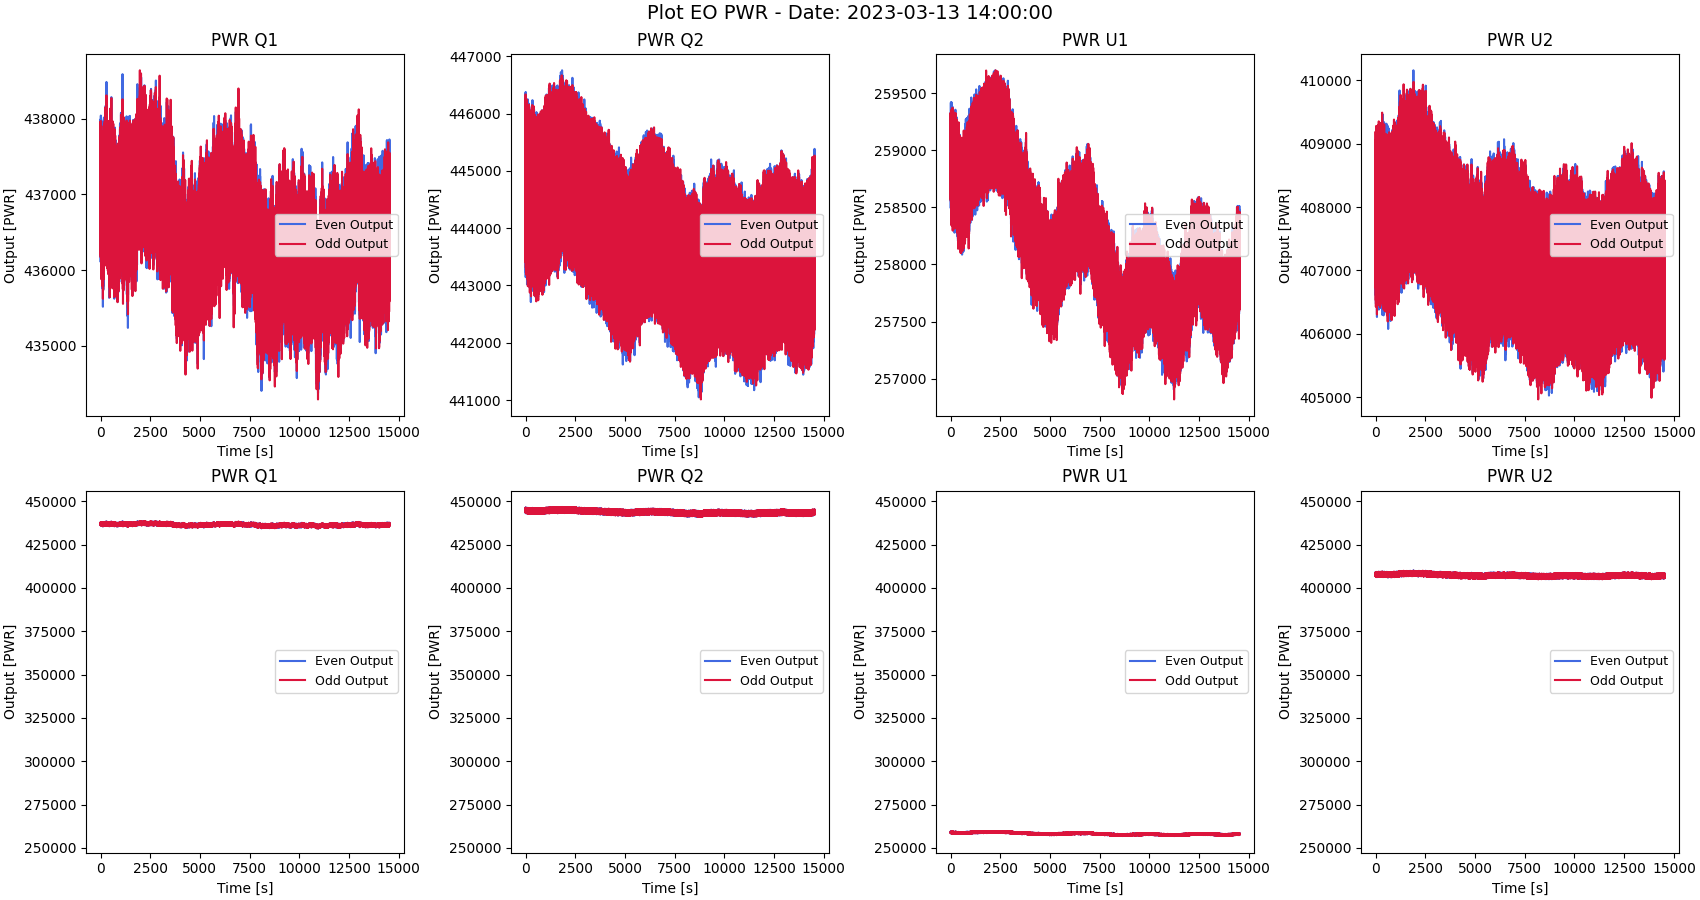 Plot EO PWR - Date: 2023-03-13 14:00:00
PWR Q1
Output [PWR]
438000
437000
436000
435000
0 2500 5000 7500 10000 12500 15000
Time [s]
Even Output
Odd Output
PWR Q2
Output [PWR]
447000
446000
445000
444000
443000
442000
441000
0 2500 5000 7500 10000 12500 15000
Time [s]
Even Output
Odd Output
PWR U1
Output [PWR]
259500
259000
258500
258000
257500
257000
0 2500 5000 7500 10000 12500 15000
Time [s]
Even Output
Odd Output
PWR U2
Output [PWR]
410000
409000
408000
407000
406000
405000
0 2500 5000 7500 10000 12500 15000
Time [s]
Even Output
Odd Output
PWR Q1
Output [PWR]
450000
425000
400000
375000
350000
325000
300000
275000
250000
0 2500 5000 7500 10000 12500 15000
Time [s]
Even Output
Odd Output
PWR Q2
Output [PWR]
450000
425000
400000
375000
350000
325000
300000
275000
250000
0 2500 5000 7500 10000 12500 15000
Time [s]
Even Output
Odd Output
PWR U1
Output [PWR]
450000
425000
400000
375000
350000
325000
300000
275000
250000
0 2500 5000 7500 10000 12500 15000
Time [s]
Even Output
Odd Output
PWR U2
Output [PWR]
450000
425000
400000
375000
350000
325000
300000
275000
250000
0 2500 5000 7500 10000 12500 15000
Time [s]
Even Output
Odd Output